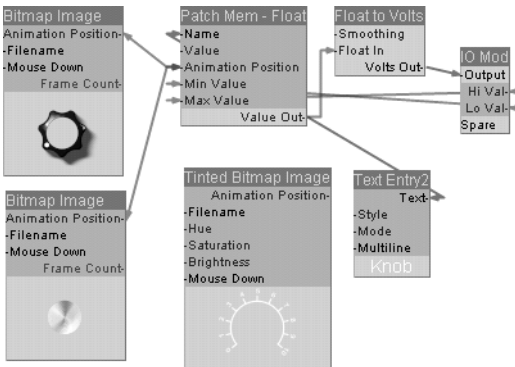 Bitmap Image
Animation Position-
-Filename
-Mouse Down
Frame Count-
Patch Mem - Float
-Name
-Value
-Animation Position
-Min Value
-Max Value
Value Out-
Float to Volts
-Smoothing
-Float In
Volts Out-
IO Mod
-Output
Hi Val-
Lo Val-
Spare
Bitmap Image
Animation Position-
-Filename
-Mouse Down
Frame Count-
Tinted Bitmap Image
Animation Position-
-Filename
-Hue
-Saturation
-Brightness
-Mouse Down
Text Entry2
Text-
-Style
-Mode
-Multiline
Knob